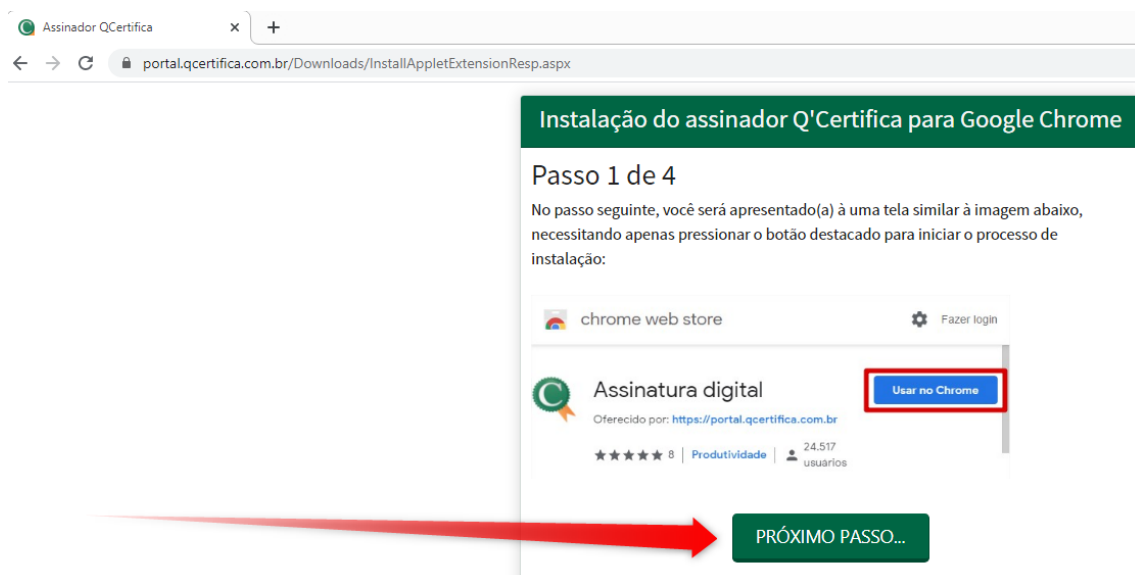 Assinador QCertifica
portal.qcertifica.com.br/Downloads/InstallAppletExtensionResp.aspx
Instalação do assinador Q'Certifica para Google Chrome
Passo 1 de 4
No passo seguinte, você será apresentado(a) à uma tela similar à imagem abaixo,
necessitando apenas pressionar o botão destacado para iniciar o processo de
instalação:
chrome web store Fazer login
Assinatura digital Usar no Chrome
Oferecido por: https://portal.qcertifica.com.br
★★★★★ 8 | Produtividade | 24.517
usuários
PRÓXIMO PASSO...